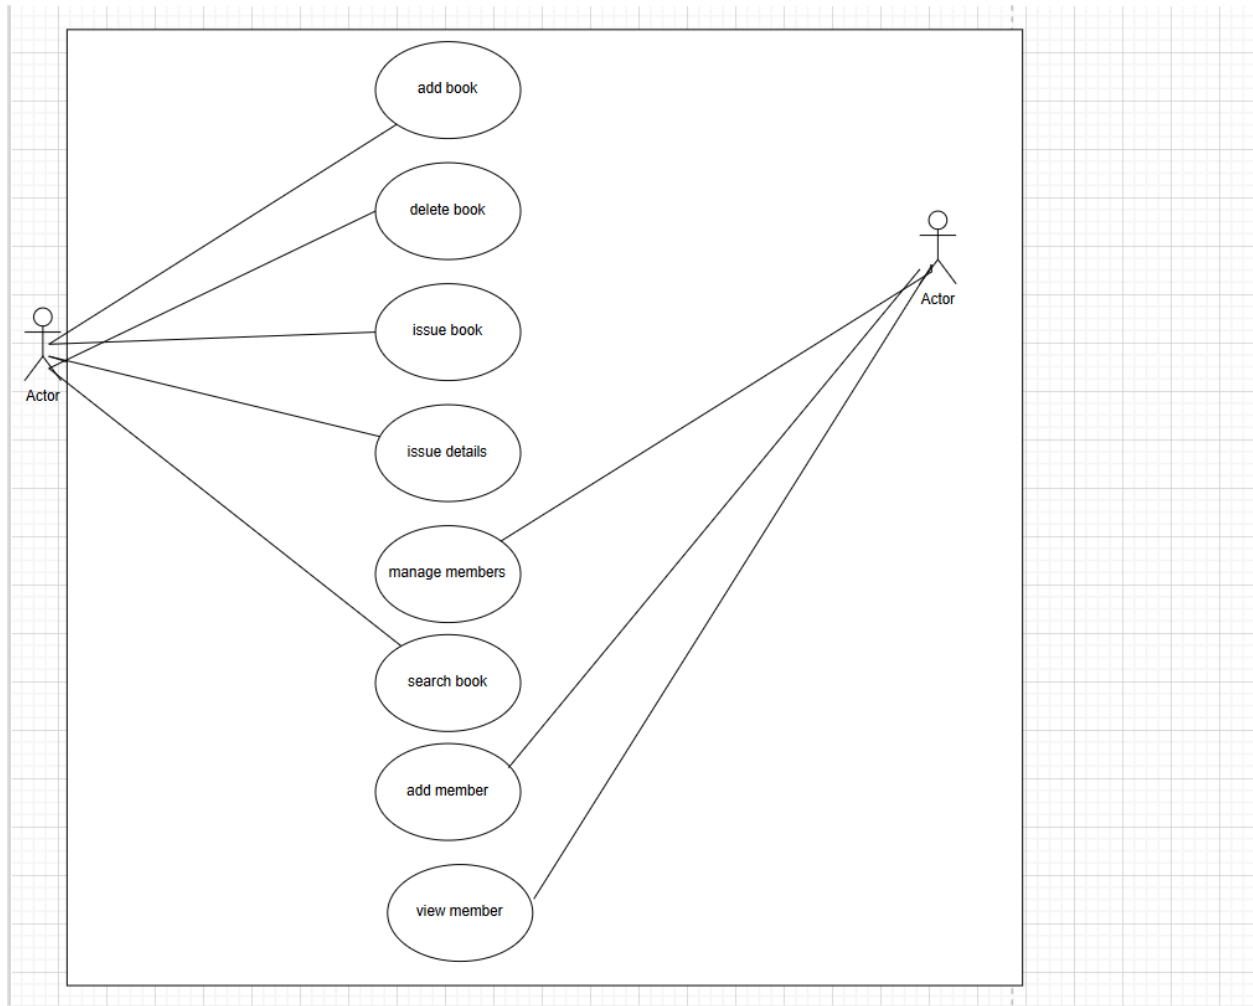 add book
delete book
Actor
issue book
Actor
issue details
manage members
search book
add member
view member